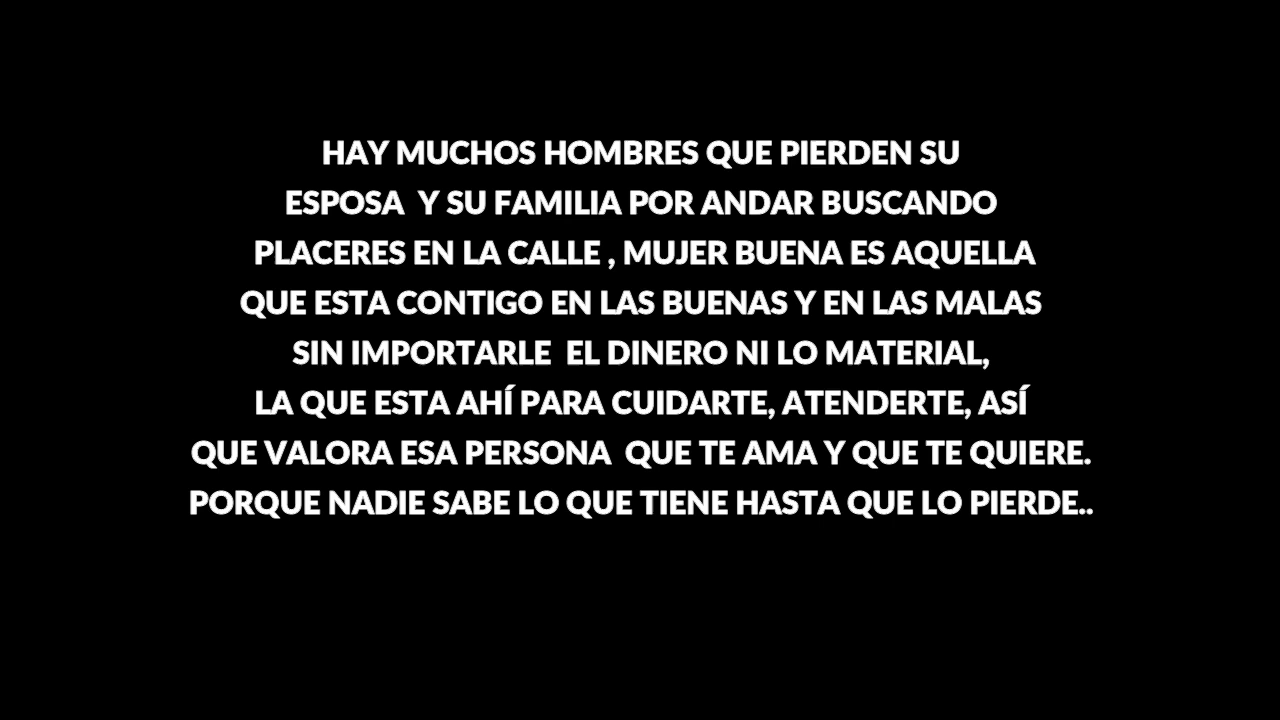 HAY MUCHOS HOMBRES QUE PIERDEN SU
ESPOSA  Y SU FAMILIA POR ANDAR BUSCANDO
PLACERES EN LA CALLE , MUJER BUENA ES AQUELLA
QUE ESTA CONTIGO EN LAS BUENAS Y EN LAS MALAS
SIN IMPORTARLE  EL DINERO NI LO MATERIAL,
LA QUE ESTA AHÍ PARA CUIDARTE, ATENDERTE, ASÍ
QUE VALORA ESA PERSONA  QUE TE AMA Y QUE TE QUIERE.
PORQUE NADIE SABE LO QUE TIENE HASTA QUE LO PIERDE..